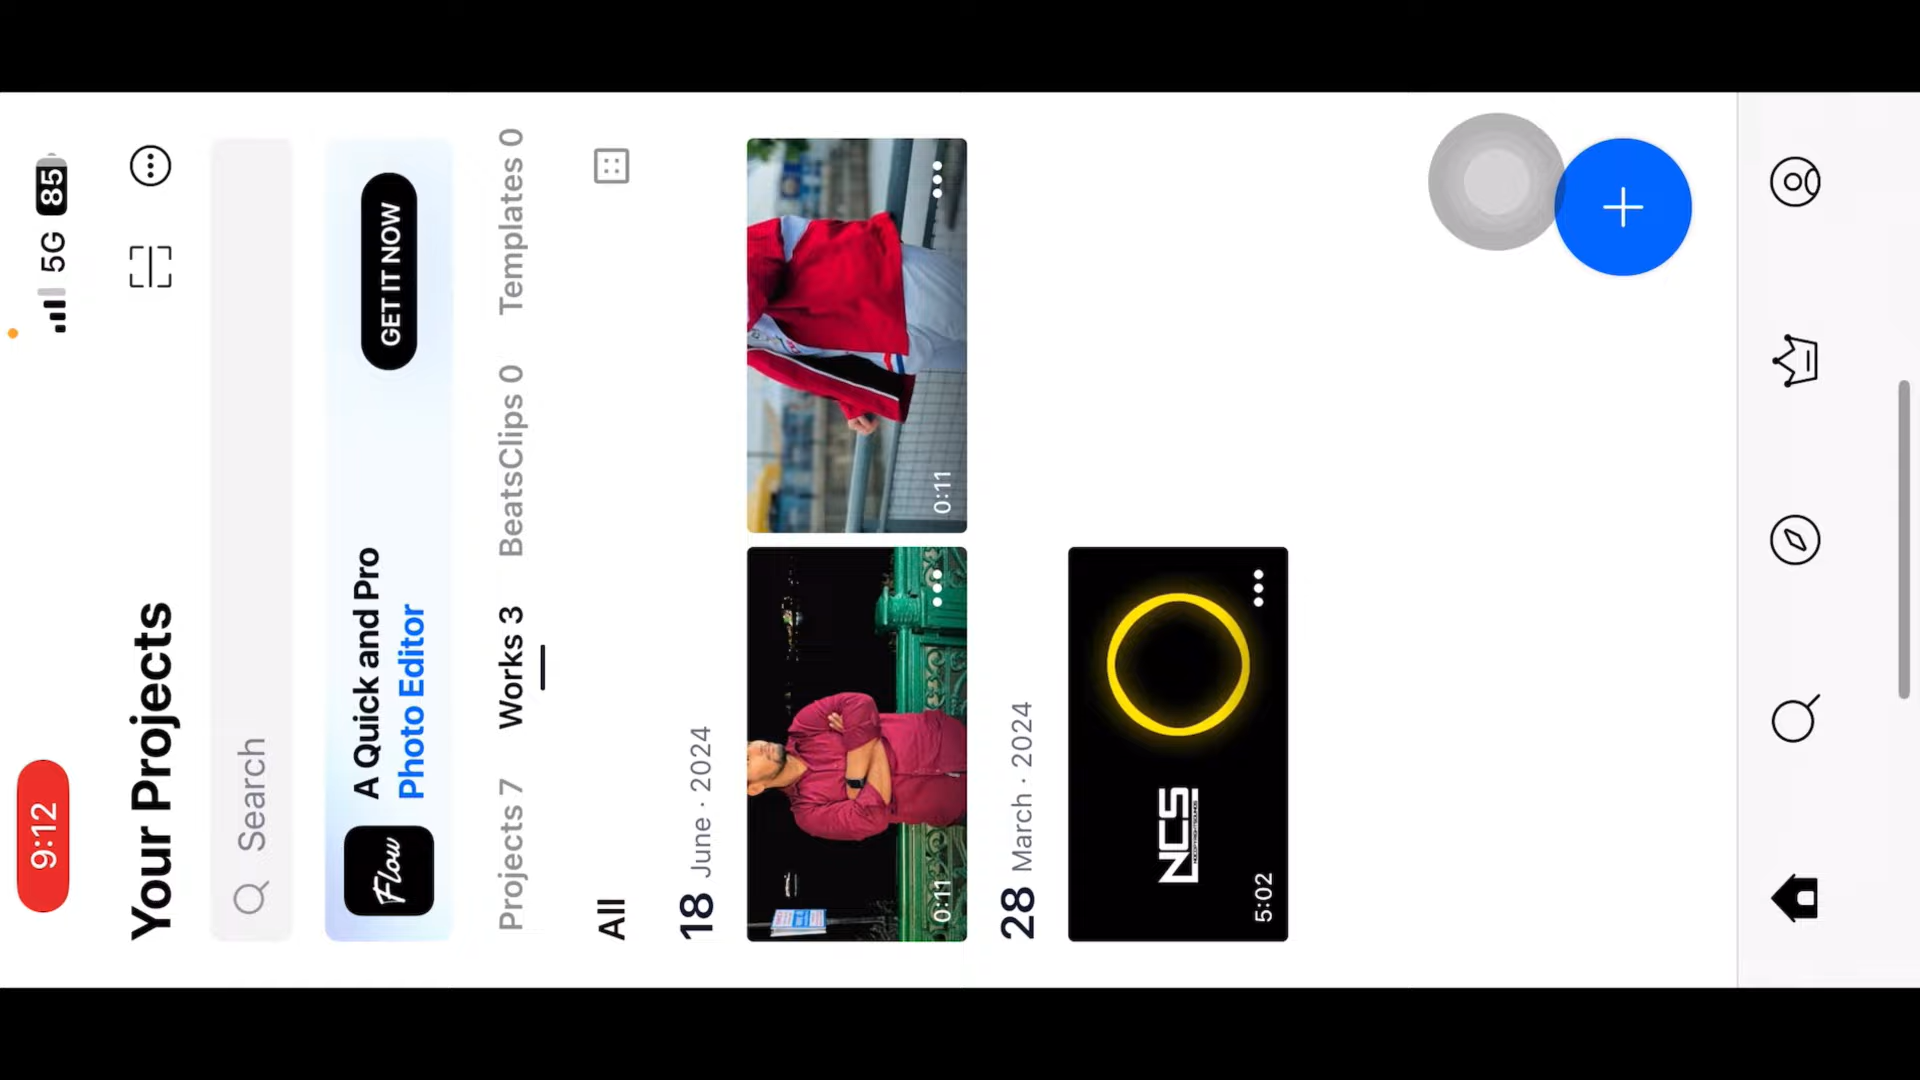 9:12
5G 85
Your Projects
Search
Flow
A Quick and Pro
Photo Editor
GET IT NOW
Projects 7 Works 3 BeatsClips 0 Templates 0
All
18 June · 2024
0:11
0:11
28 March · 2024
NCS
5:02